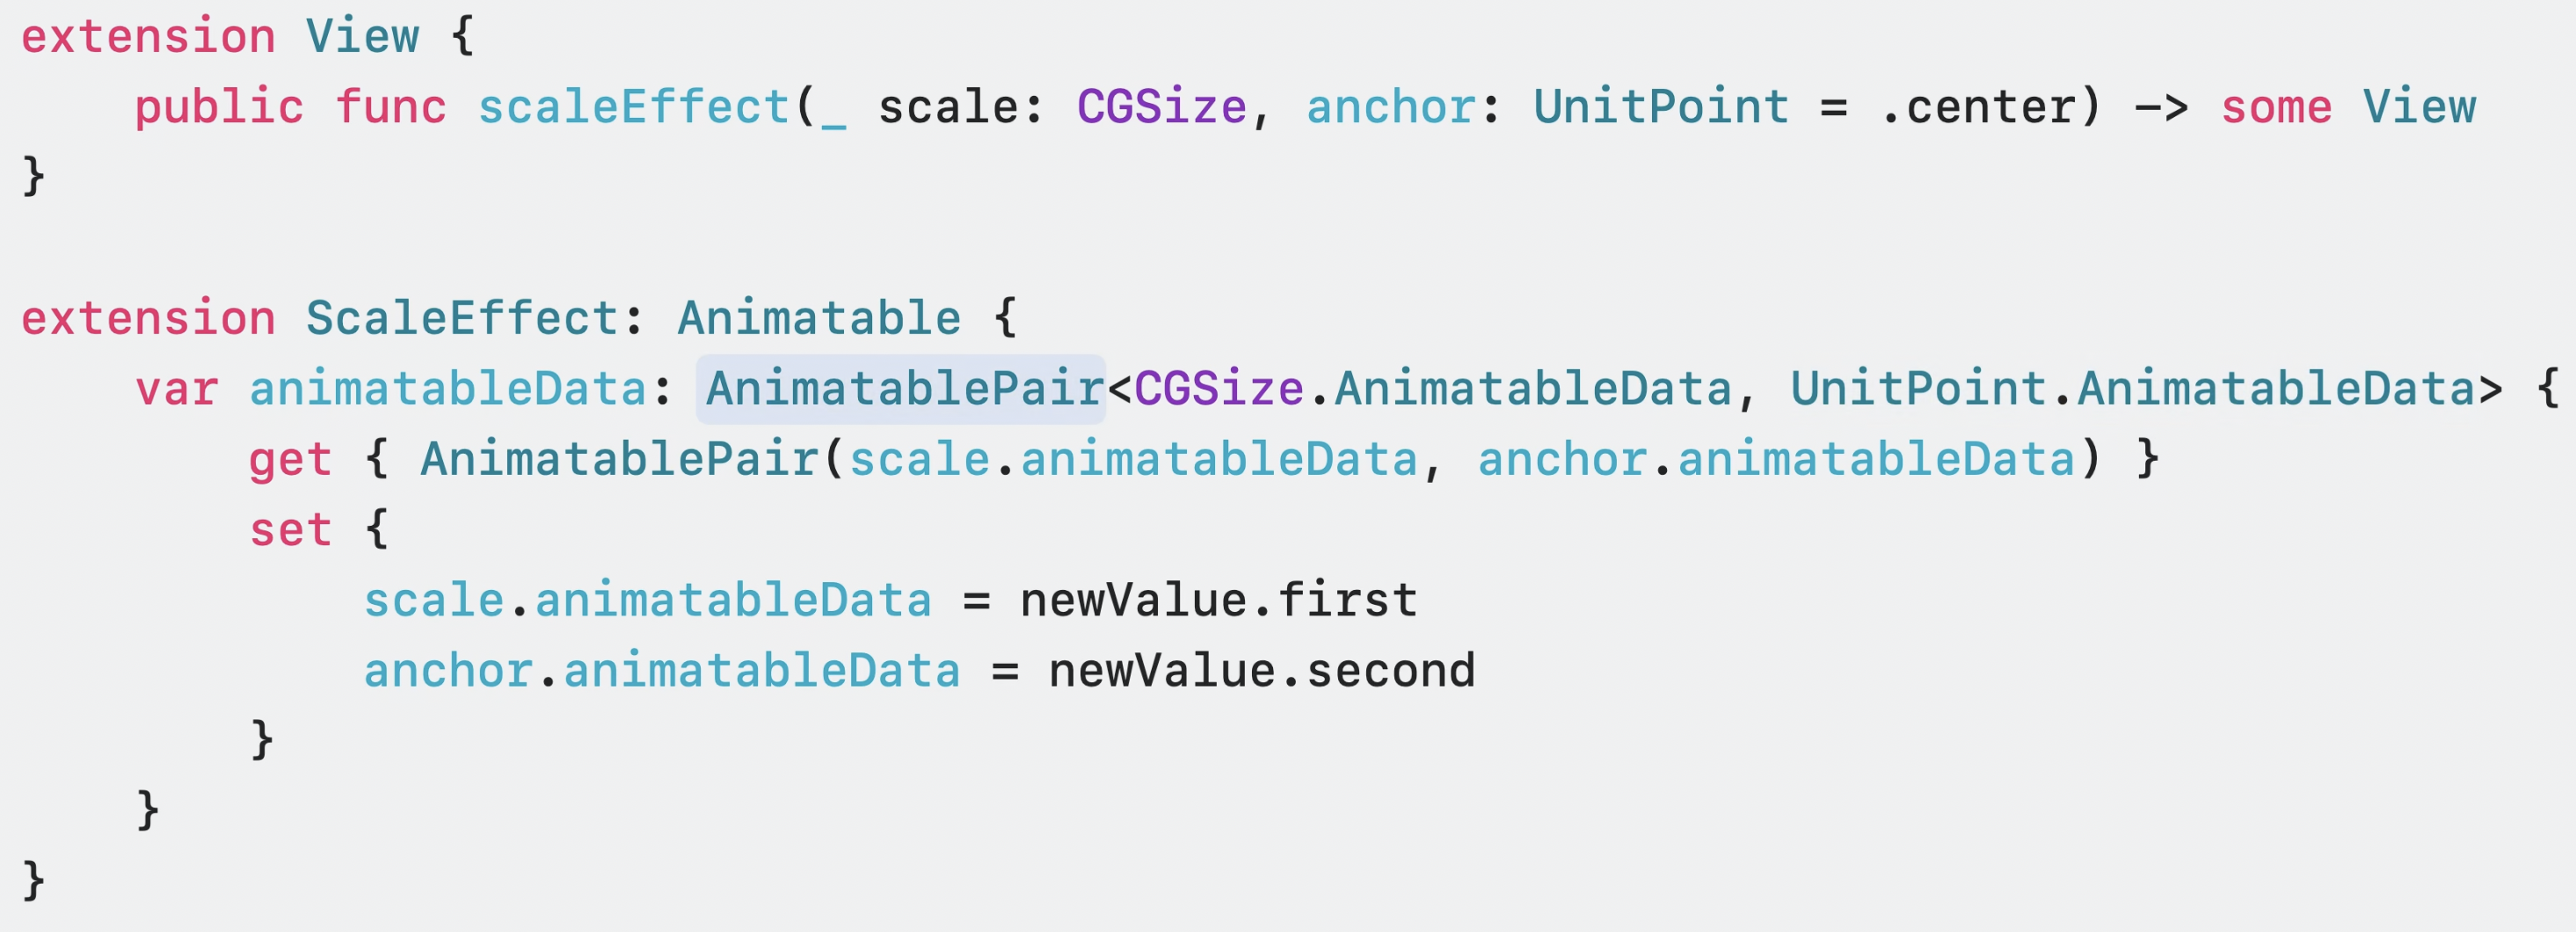 extension View {
    public func scaleEffect(_ scale: CGSize, anchor: UnitPoint = .center) -> some View
}

extension ScaleEffect: Animatable {
    var animatableData: AnimatablePair<CGSize.AnimatableData, UnitPoint.AnimatableData> {
        get { AnimatablePair(scale.animatableData, anchor.animatableData) }
        set {
            scale.animatableData = newValue.first
            anchor.animatableData = newValue.second
        }
    }
}